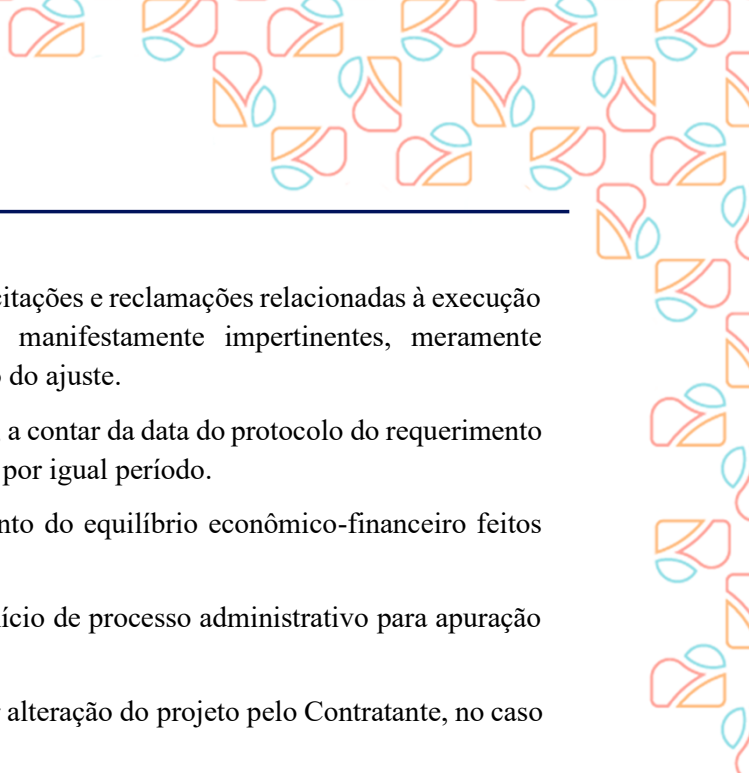 citações e reclamações relacionadas à execução
manifestamente impertinentes, meramente
do ajuste.
a contar da data do protocolo do requerimento
por igual período.
nto do equilíbrio econômico-financeiro feitos
ício de processo administrativo para apuração
alteração do projeto pelo Contratante, no caso